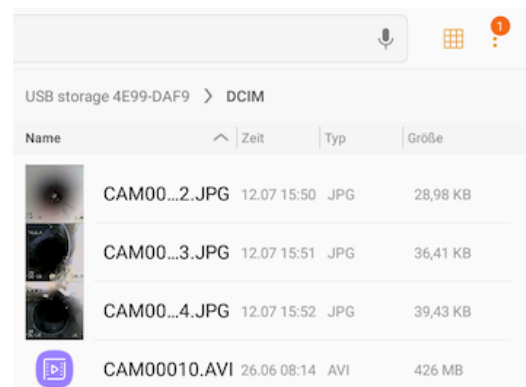 1
USB storage 4E99-DAF9 > DCIM
Name Zeit Typ Größe
CAM00...2.JPG 12.07 15:50 JPG 28,98 KB
CAM00...3.JPG 12.07 15:51 JPG 36,41 KB
CAM00...4.JPG 12.07 15:52 JPG 39,43 KB
CAM00010.AVI 26.06 08:14 AVI 426 MB